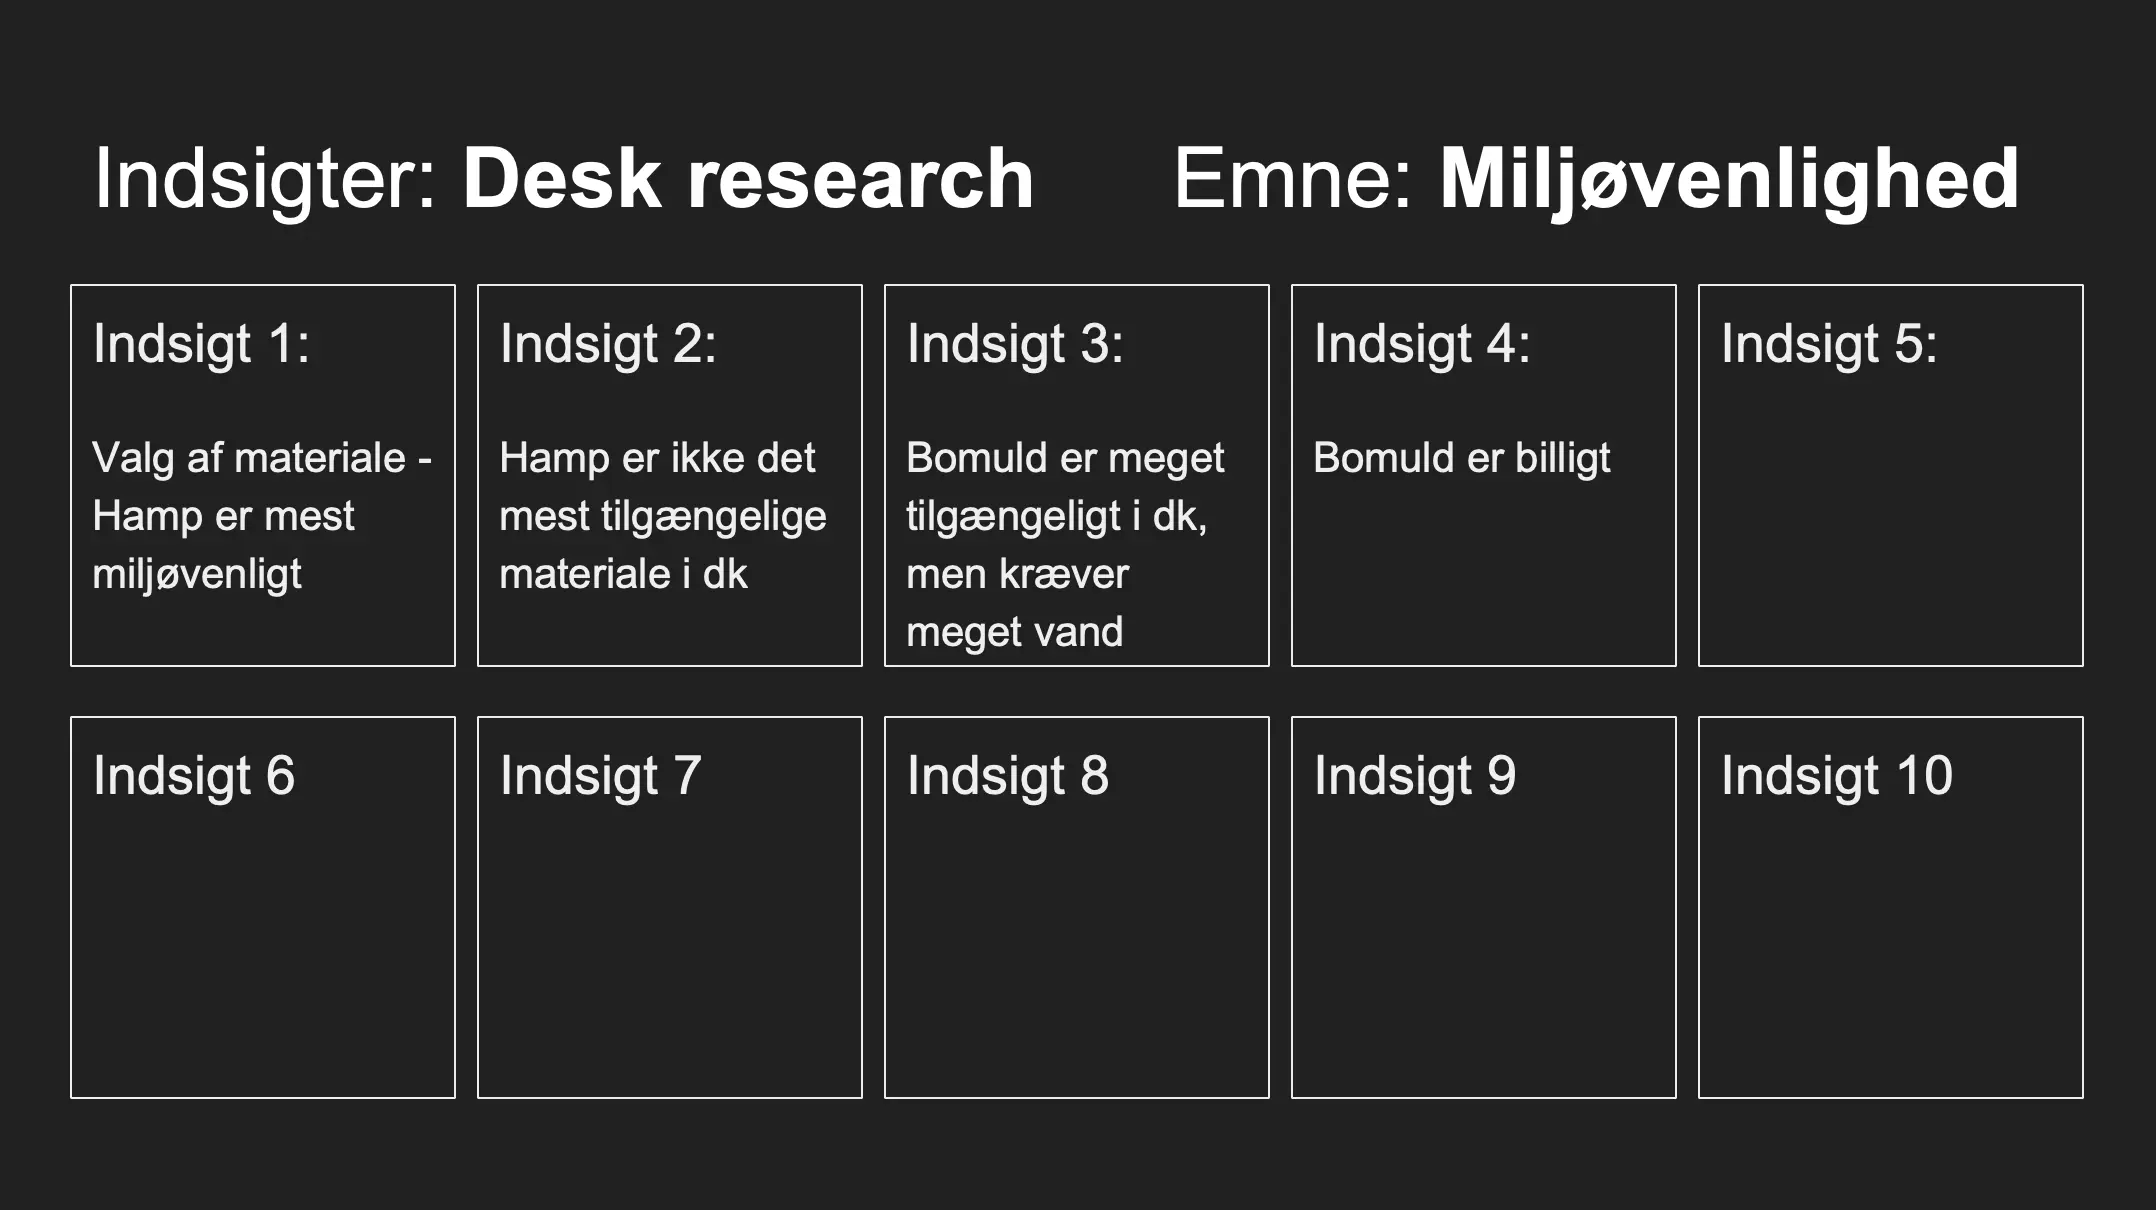 Indsigter: Desk research
Emne: Miljøvenlighed
Indsigt 1:
Valg af materiale -
Hamp er mest
miljøvenligt
Indsigt 2:
Hamp er ikke det
mest tilgængelige
materiale i dk
Indsigt 3:
Bomuld er meget
tilgængeligt i dk,
men kræver
meget vand
Indsigt 4:
Bomuld er billigt
Indsigt 5:
Indsigt 6
Indsigt 7
Indsigt 8
Indsigt 9
Indsigt 10